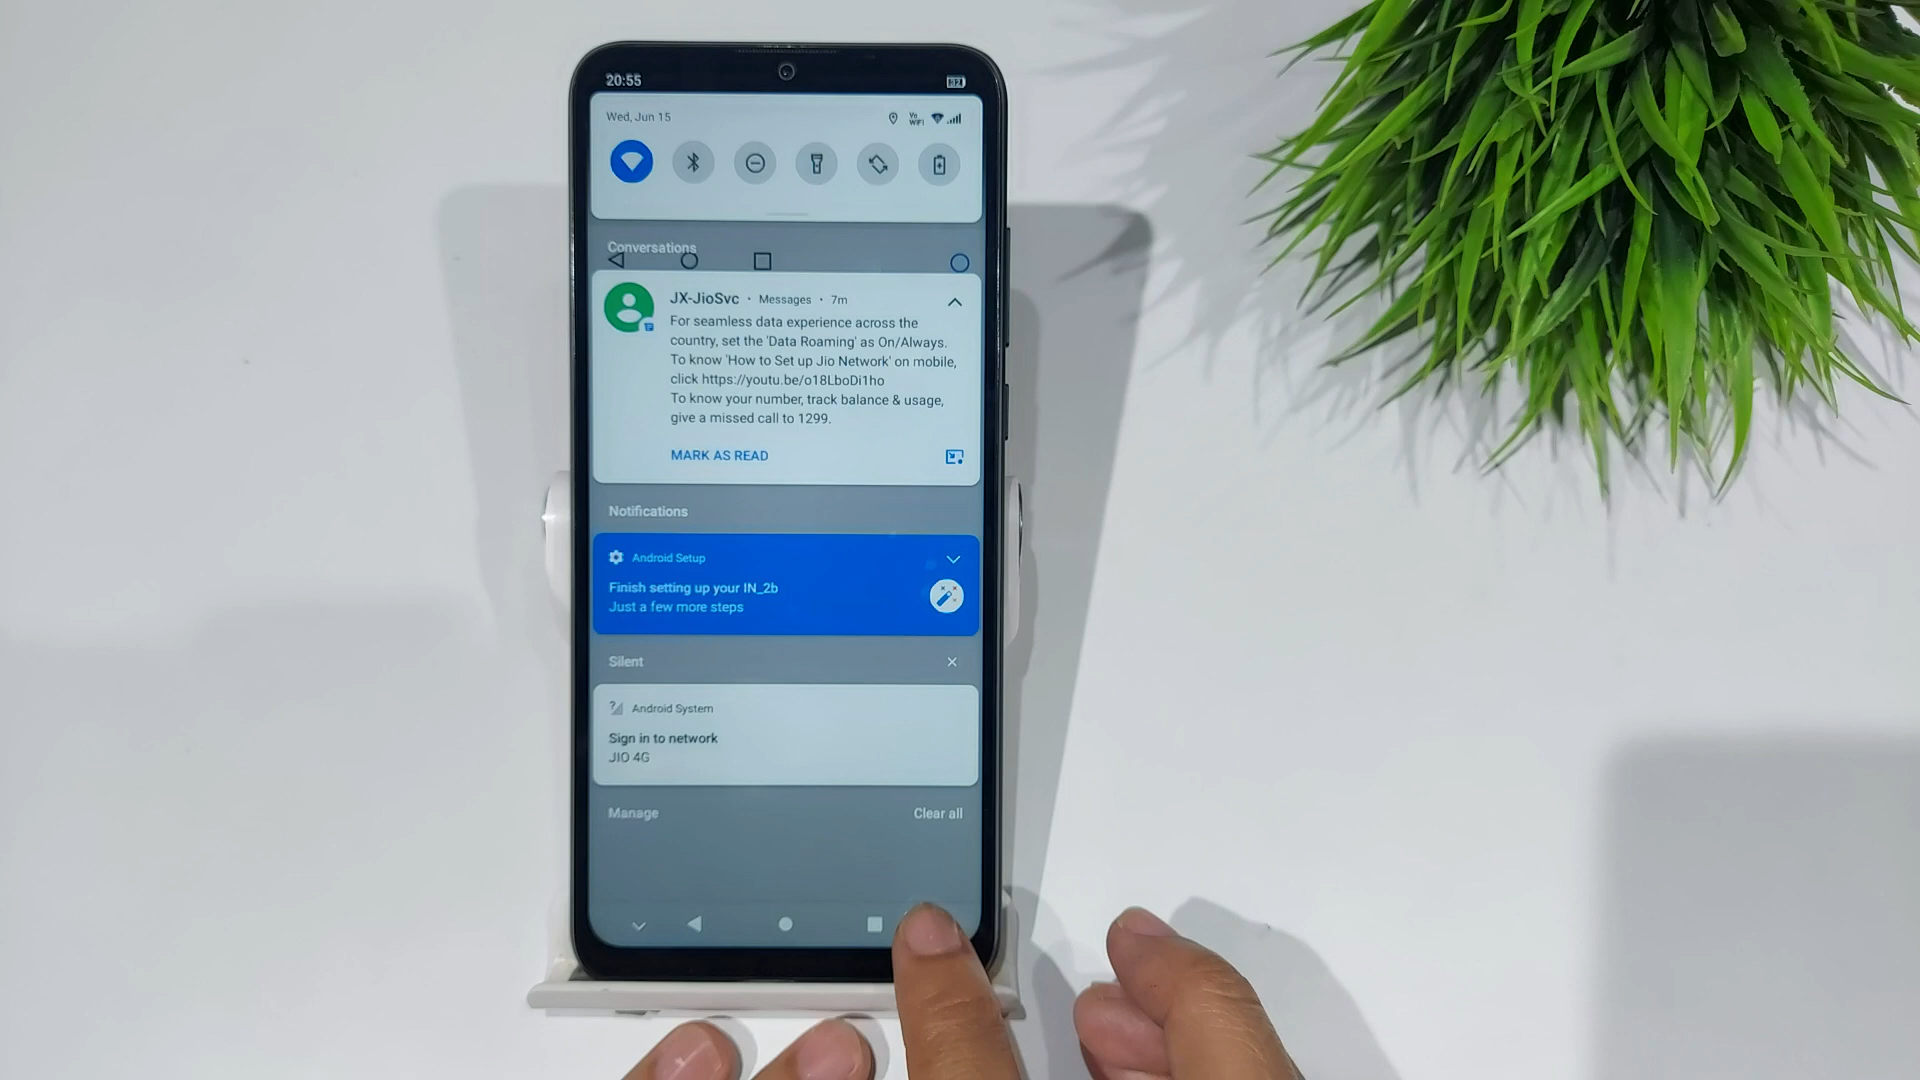 20:55
Wed, Jun 15
Vo
WiFi
Conversations
JX-JioSvc · Messages · 7m
For seamless data experience across the
country, set the 'Data Roaming' as On/Always.
To know 'How to Set up Jio Network' on mobile,
click https://youtu.be/o18LboDi1ho
To know your number, track balance & usage,
give a missed call to 1299.
MARK AS READ
Notifications
Android Setup
Finish setting up your IN_2b
Just a few more steps
Silent
Android System
Sign in to network
JIO 4G
Manage
Clear all